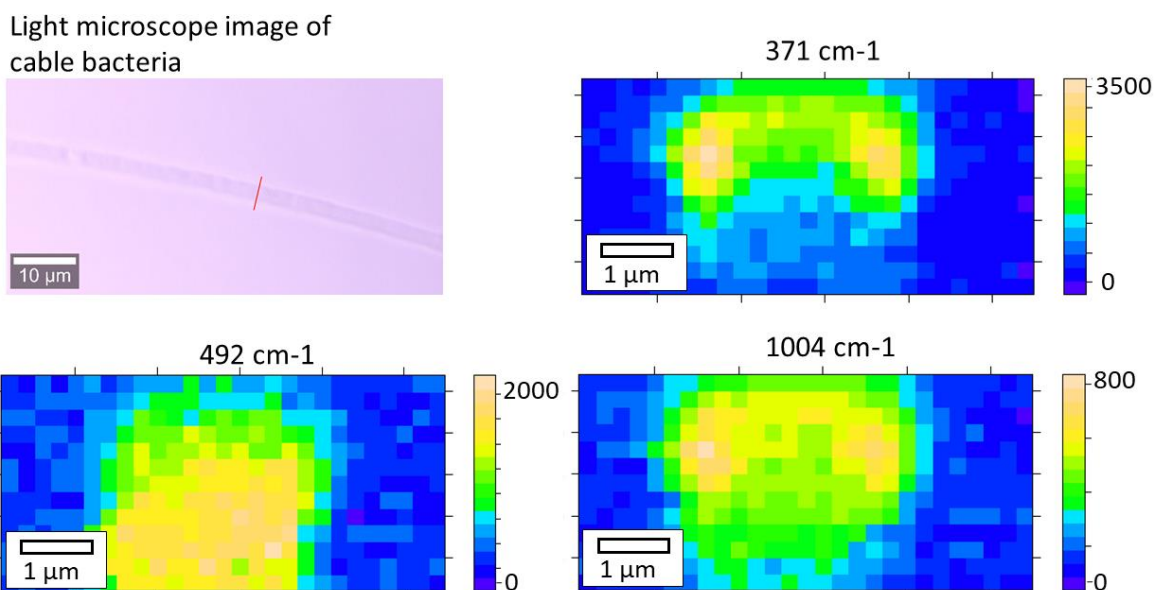 Light microscope image of
cable bacteria
10 µm
371 cm-1
3500
0
1 µm
492 cm-1
2000
0
1 µm
1004 cm-1
800
0
1 µm